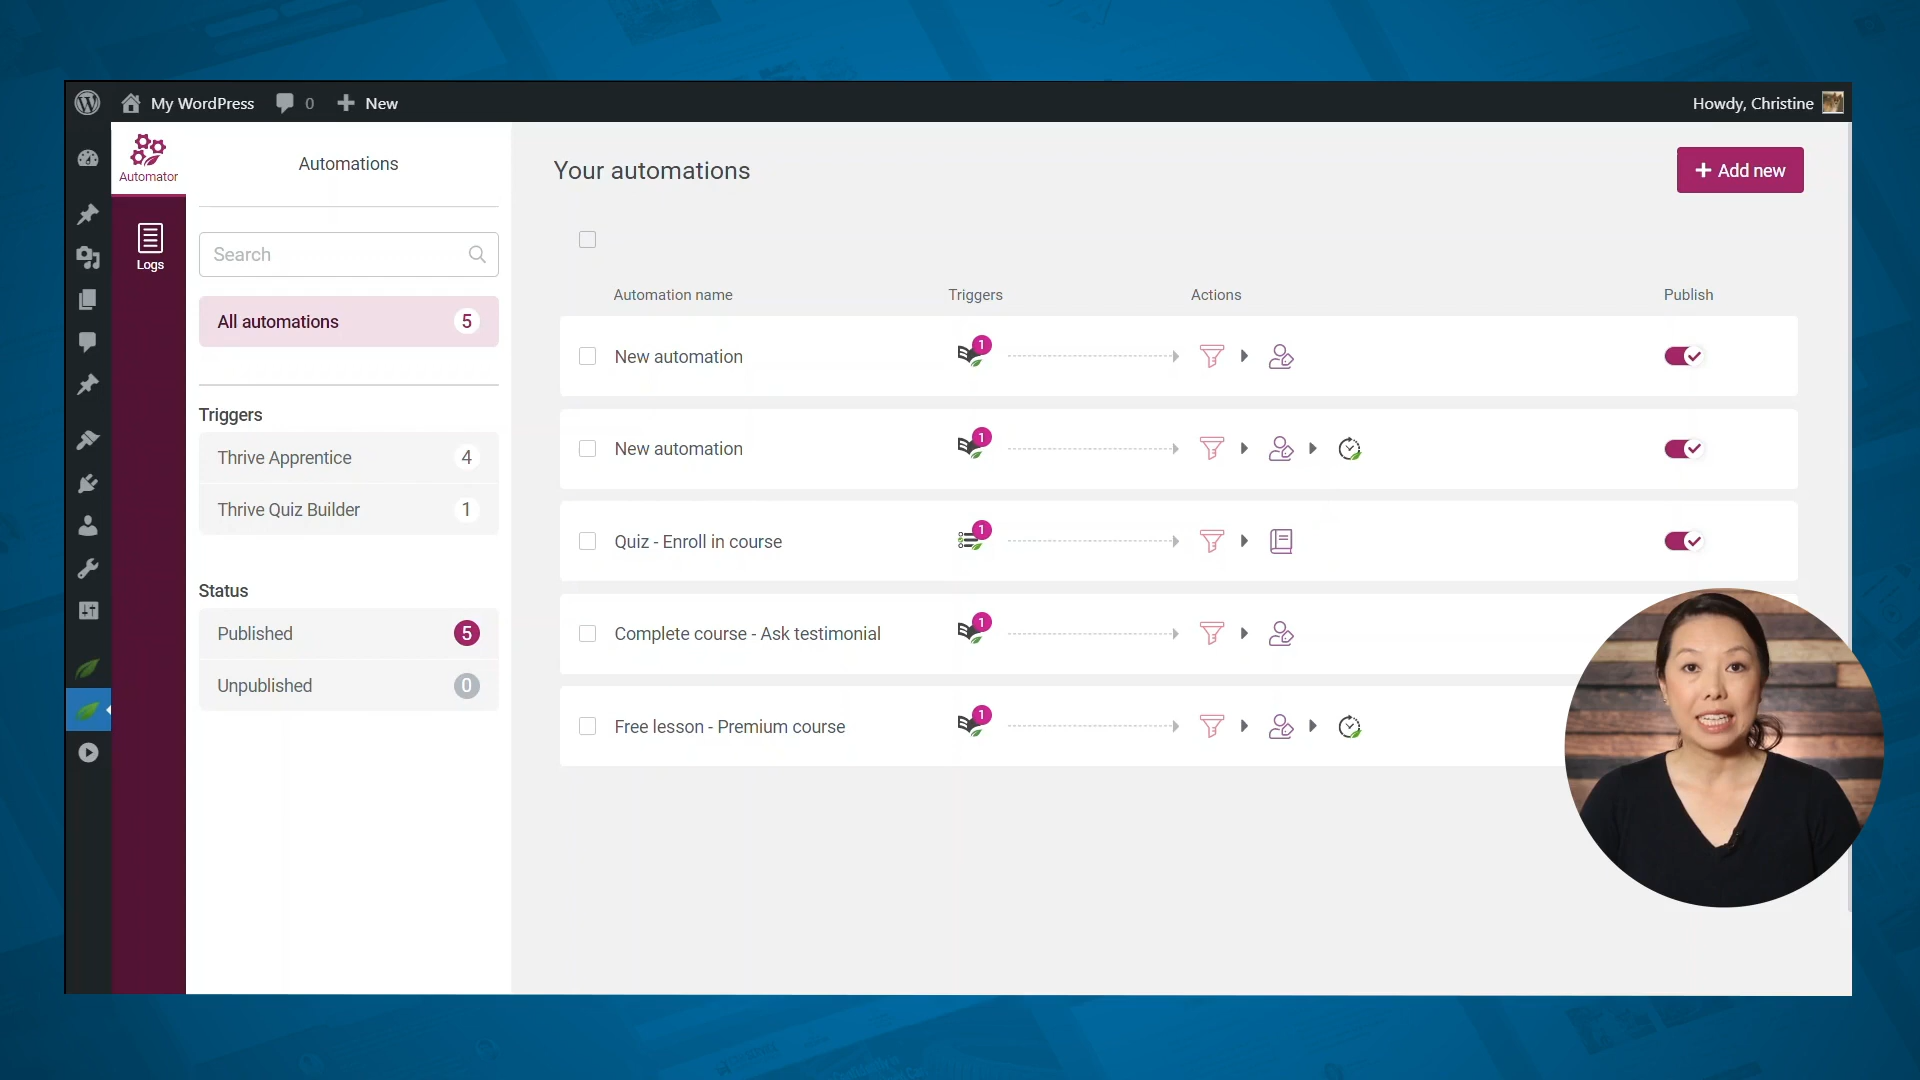 My WordPress
0
New
Howdy, Christine
Automator
Logs
Automations
Search
All automations 5
Triggers
Thrive Apprentice 4
Thrive Quiz Builder 1
Status
Published 5
Unpublished 0
Your automations
Add new
Automation name Triggers Actions Publish
New automation 1
New automation 1
Quiz - Enroll in course 1
Complete course - Ask testimonial 1
Free lesson - Premium course 1